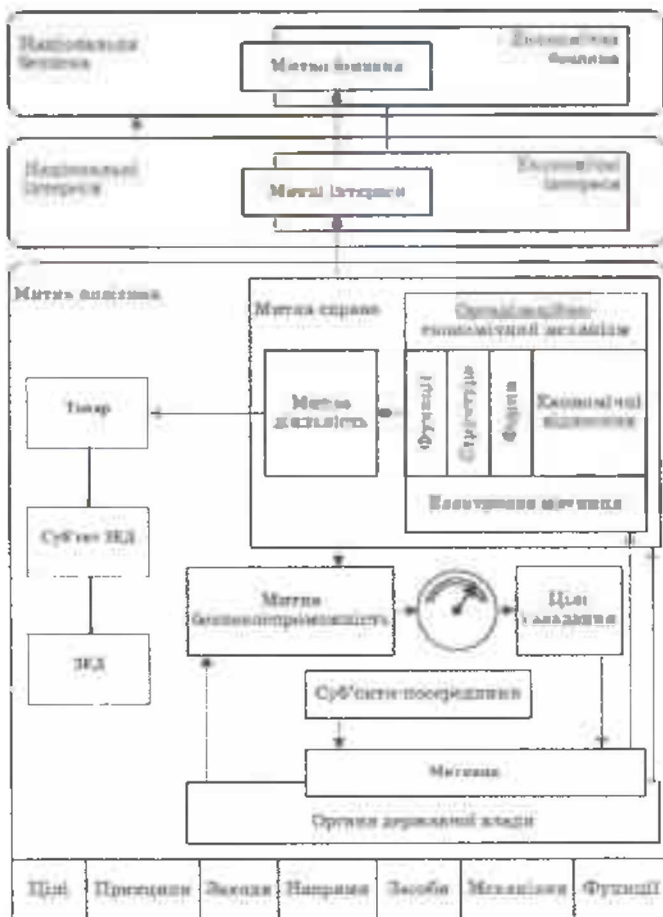 Національна
безпека
Економічна
безпека
Митна безпека
Національні
інтереси
Економічні
інтереси
Митні інтереси
Митна політика
Митна справа
Організаційно-
економічний механізм
Товар
Митна
діяльність
Функції
Структура
Форми
Економічні
відносини
Електронна митниця
Суб'єкт ЗЕД
ЗЕД
Митна
безпекоспроможність
Цілі
і завдання
Суб'єкти-посередники
Митниця
Органи державної влади
Цілі Принципи Заходи Напрями Засоби Механізми Функції